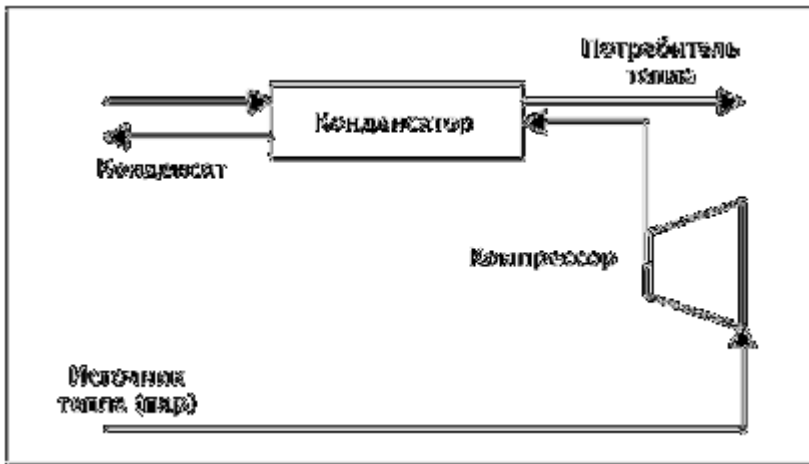 Потребитель
тепла
Конденсатор
Конденсат
Компрессор
Источник
тепла (пар)